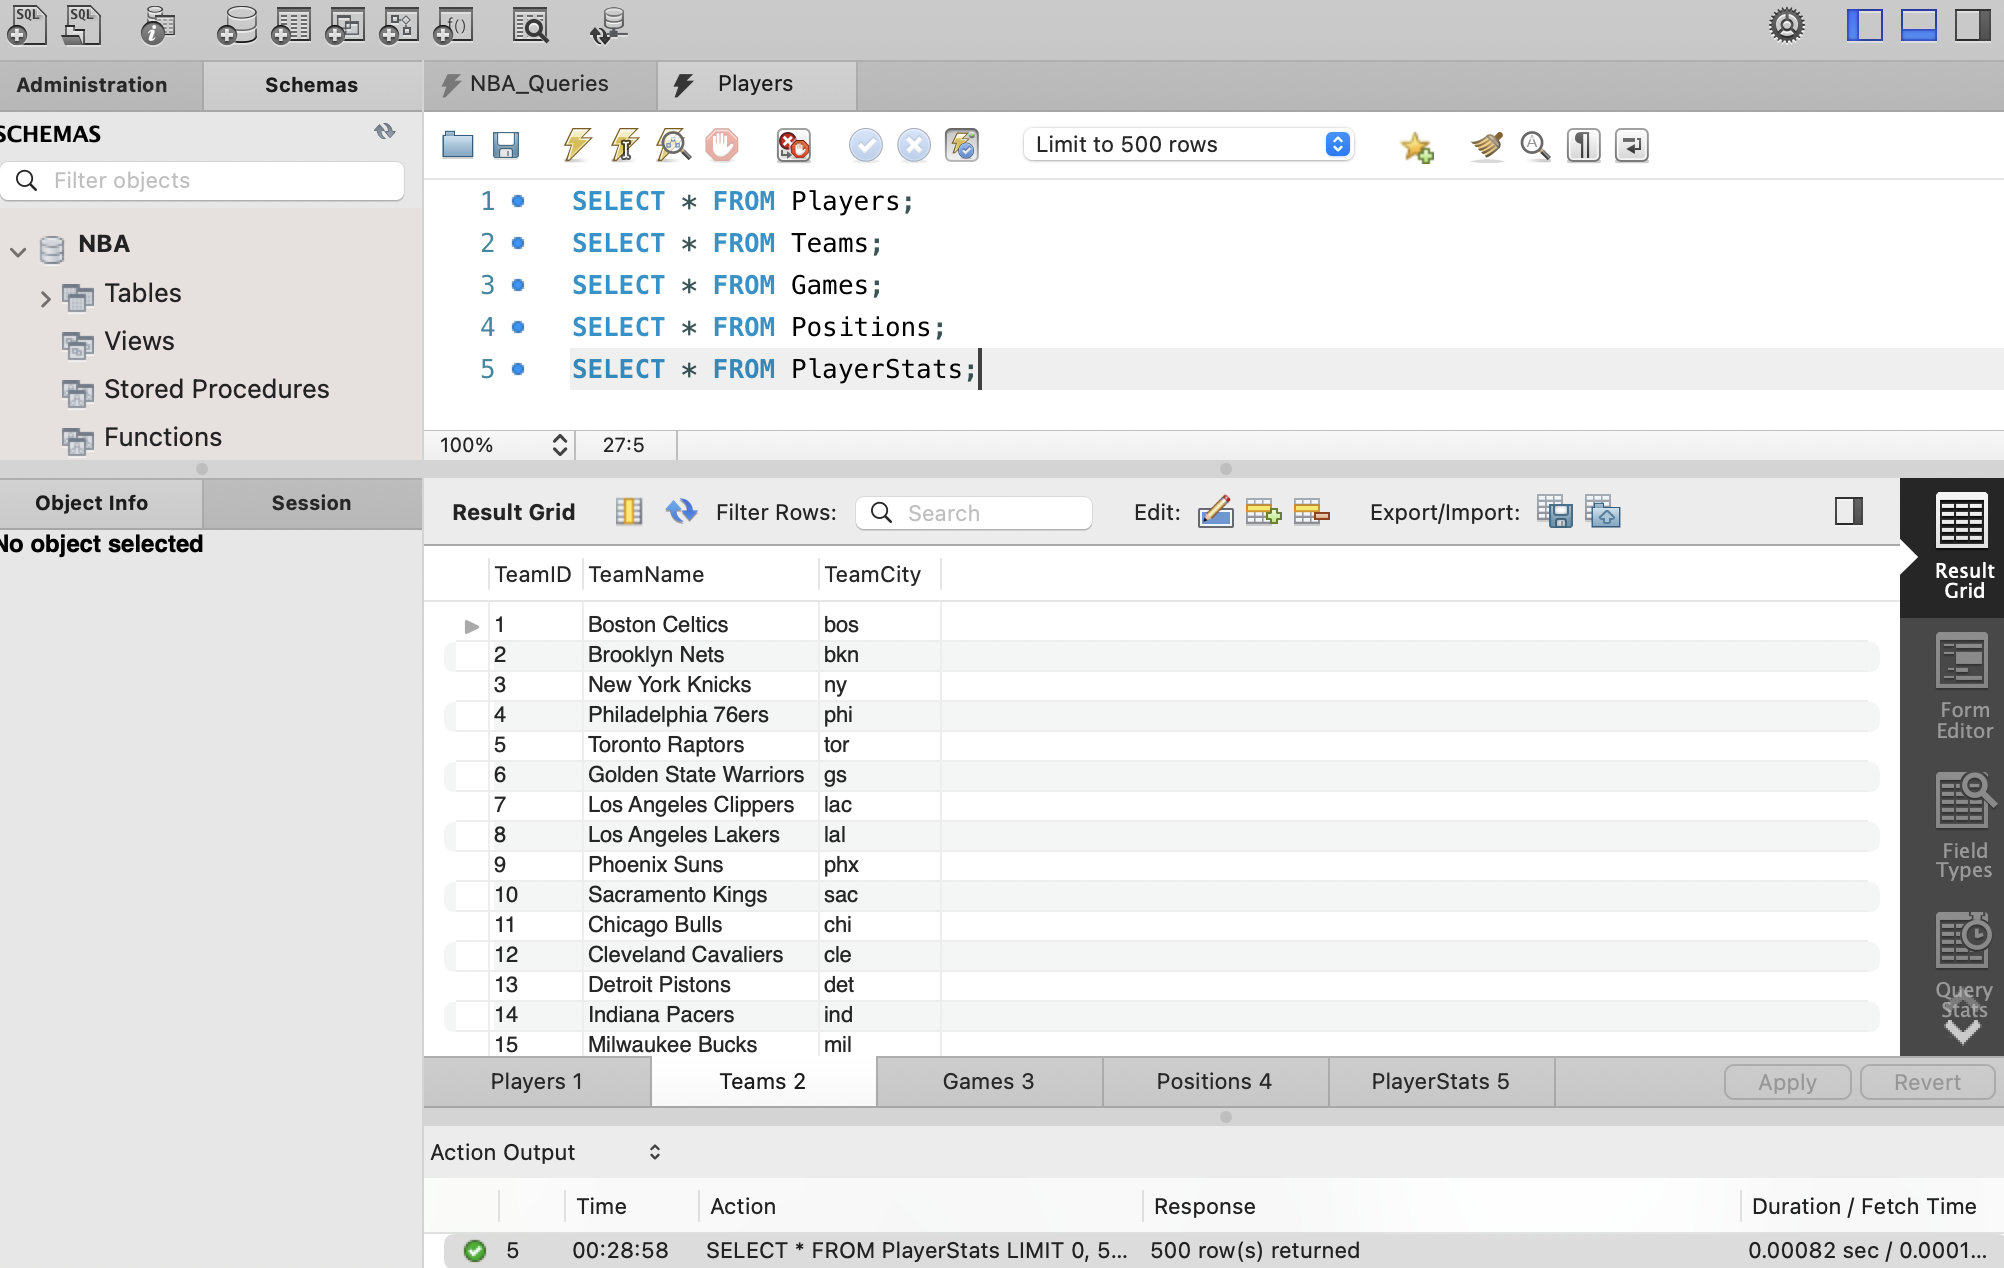 SQL SQL
Administration Schemas NBA_Queries Players
SCHEMAS
Filter objects
Limit to 500 rows
NBA
Tables
Views
Stored Procedures
Functions
1 SELECT * FROM Players;
2 SELECT * FROM Teams;
3 SELECT * FROM Games;
4 SELECT * FROM Positions;
5 SELECT * FROM PlayerStats;
100% 27:5
Object Info Session
No object selected
Result Grid Filter Rows: Search Edit: Export/Import:
TeamID TeamName TeamCity
1 Boston Celtics bos
2 Brooklyn Nets bkn
3 New York Knicks ny
4 Philadelphia 76ers phi
5 Toronto Raptors tor
6 Golden State Warriors gs
7 Los Angeles Clippers lac
8 Los Angeles Lakers lal
9 Phoenix Suns phx
10 Sacramento Kings sac
11 Chicago Bulls chi
12 Cleveland Cavaliers cle
13 Detroit Pistons det
14 Indiana Pacers ind
15 Milwaukee Bucks mil
Result
Grid
Form
Editor
Field
Types
Query
Stats
Players 1 Teams 2 Games 3 Positions 4 PlayerStats 5 Apply Revert
Action Output
Time Action Response Duration / Fetch Time
5 00:28:58 SELECT * FROM PlayerStats LIMIT 0, 5... 500 row(s) returned 0.00082 sec / 0.0001...